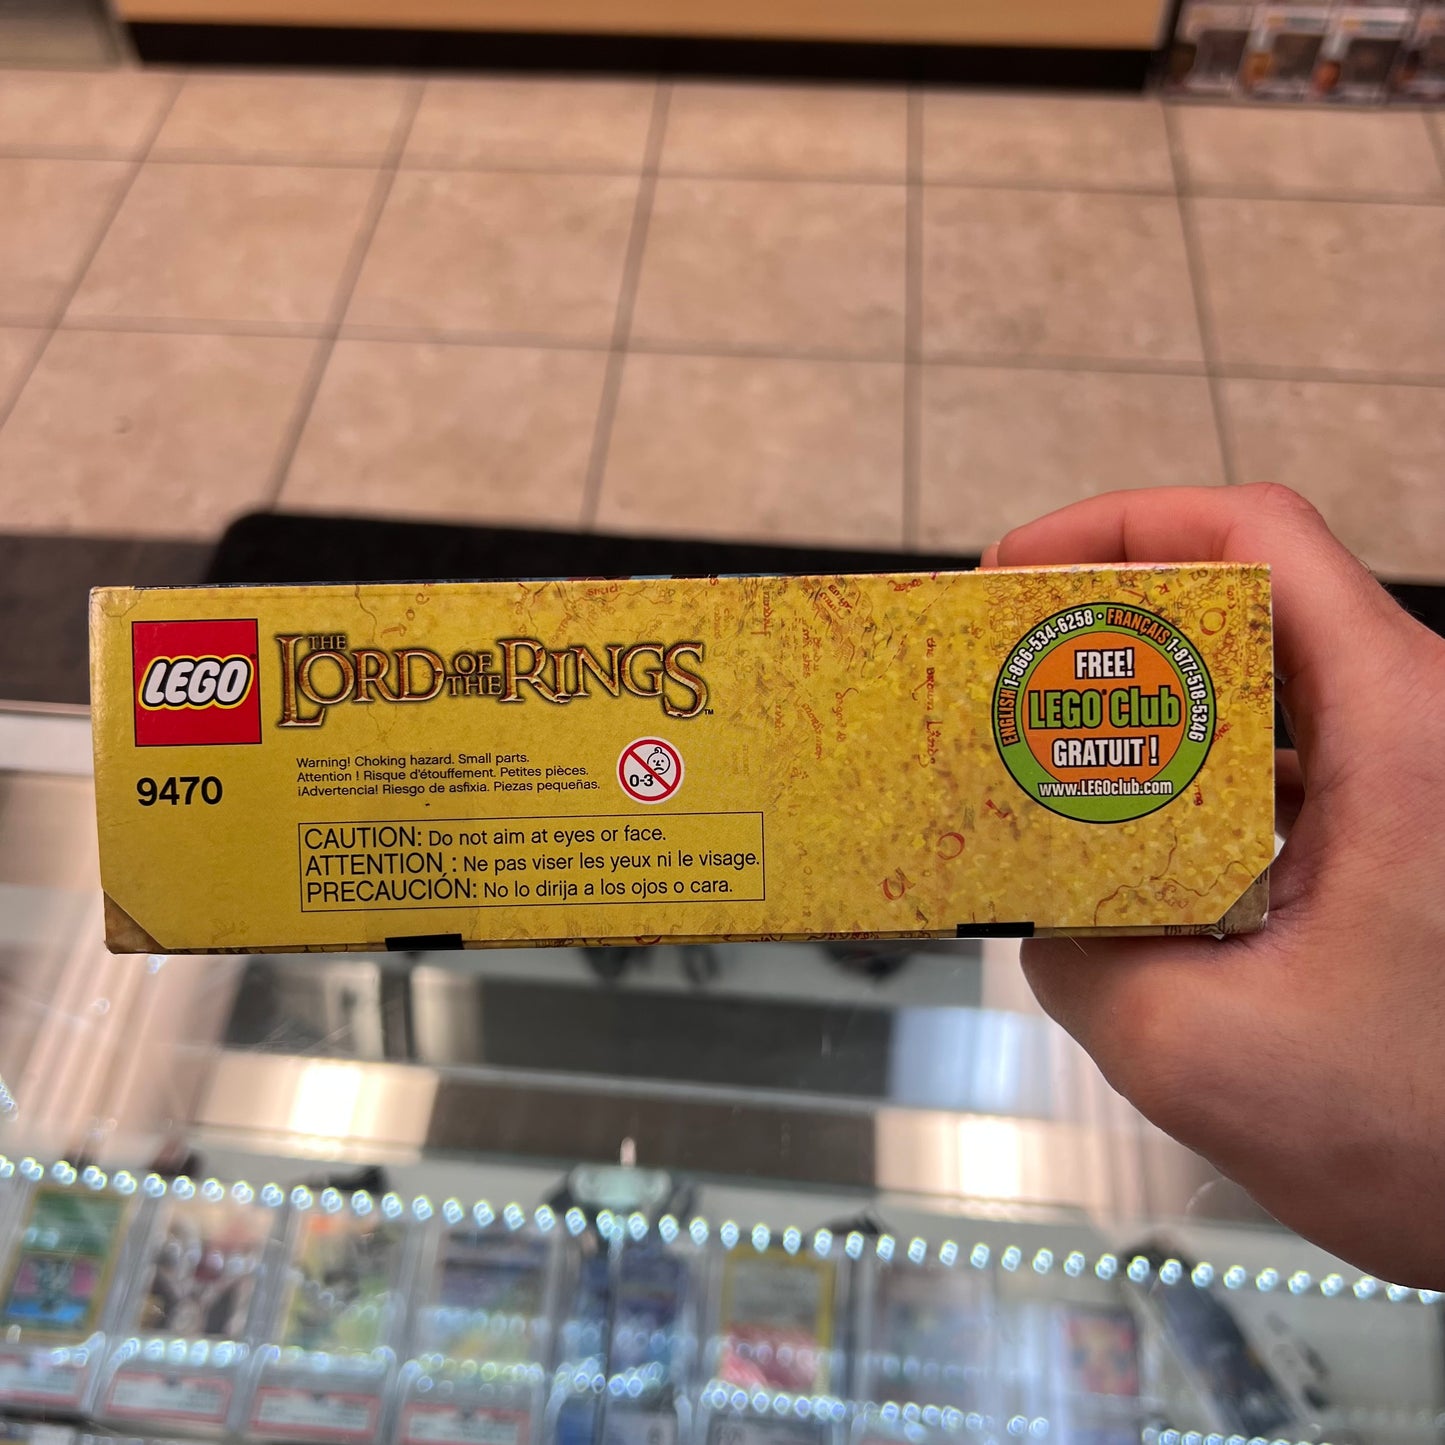 LEGO
THE
LORD OF THE RINGS™
9470
Warning! Choking hazard. Small parts.
Attention ! Risque d'étouffement. Petites pièces.
¡Advertencia! Riesgo de asfixia. Piezas pequeñas.
0-3
CAUTION: Do not aim at eyes or face.
ATTENTION : Ne pas viser les yeux ni le visage.
PRECAUCIÓN: No lo dirija a los ojos o cara.
ENGLISH 1-866-534-6258 • FRANÇAIS 1-877-518-5346
FREE!
LEGO® Club
GRATUIT !
www.LEGOclub.com